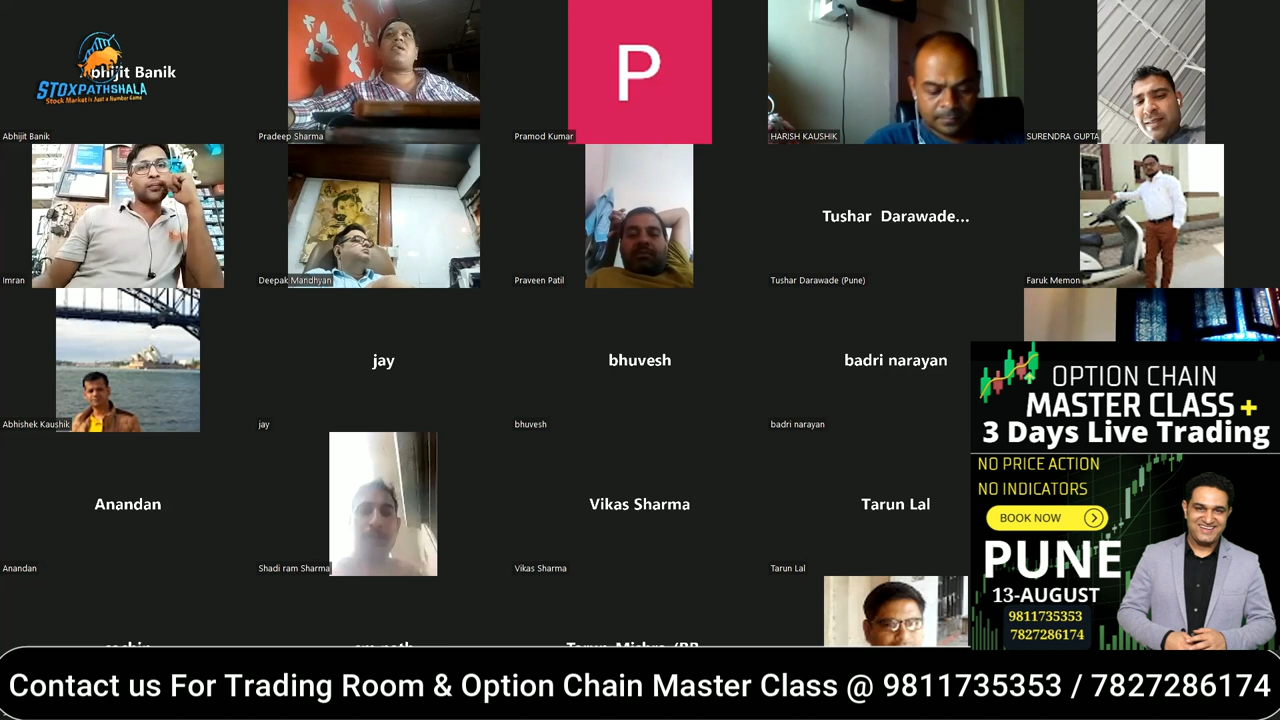 Abhijit Banik
STOXPATHSHALA
Stock Market is Just a Number Game
Abhijit Banik
Pradeep Sharma
P
Pramod Kumar
HARISH KAUSHIK
SURENDRA GUPTA
Imran
Deepak Mandhyan
Praveen Patil
Tushar Darawade...
Tushar Darawade (Pune)
Faruk Memon
Abhishek Kaushik
jay
jay
bhuvesh
bhuvesh
badri narayan
badri narayan
Anandan
Anandan
Shadi ram Sharma
Vikas Sharma
Vikas Sharma
Tarun Lal
Tarun Lal
OPTION CHAIN
MASTER CLASS +
3 Days Live Trading
NO PRICE ACTION
NO INDICATORS
BOOK NOW
PUNE
13-AUGUST
9811735353
7827286174
Contact us For Trading Room & Option Chain Master Class @ 9811735353 / 7827286174